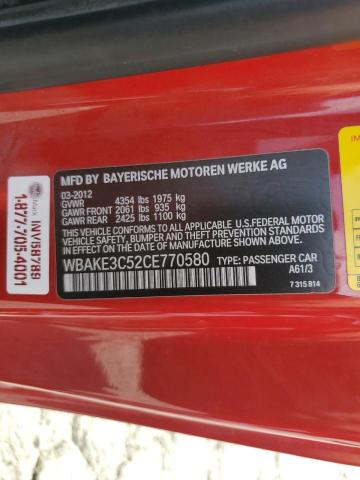 MFD BY BAYERISCHE MOTOREN WERKE AG
03-2012
GVWR 4354 lbs 1975 kg
GAWR FRONT 2061 lbs 935 kg
GAWR REAR 2425 lbs 1100 kg
THIS VEHICLE CONFORMS TO ALL APPLICABLE U.S. FEDERAL MOTOR
VEHICLE SAFETY, BUMPER, AND THEFT PREVENTION STANDARDS
IN EFFECT ON THE DATE OF MANUFACTURE SHOWN ABOVE.
WBAKE3C52CE770580 TYPE: PASSENGER CAR
A61/3
7 315 814
INV58789
1-877-705-4001